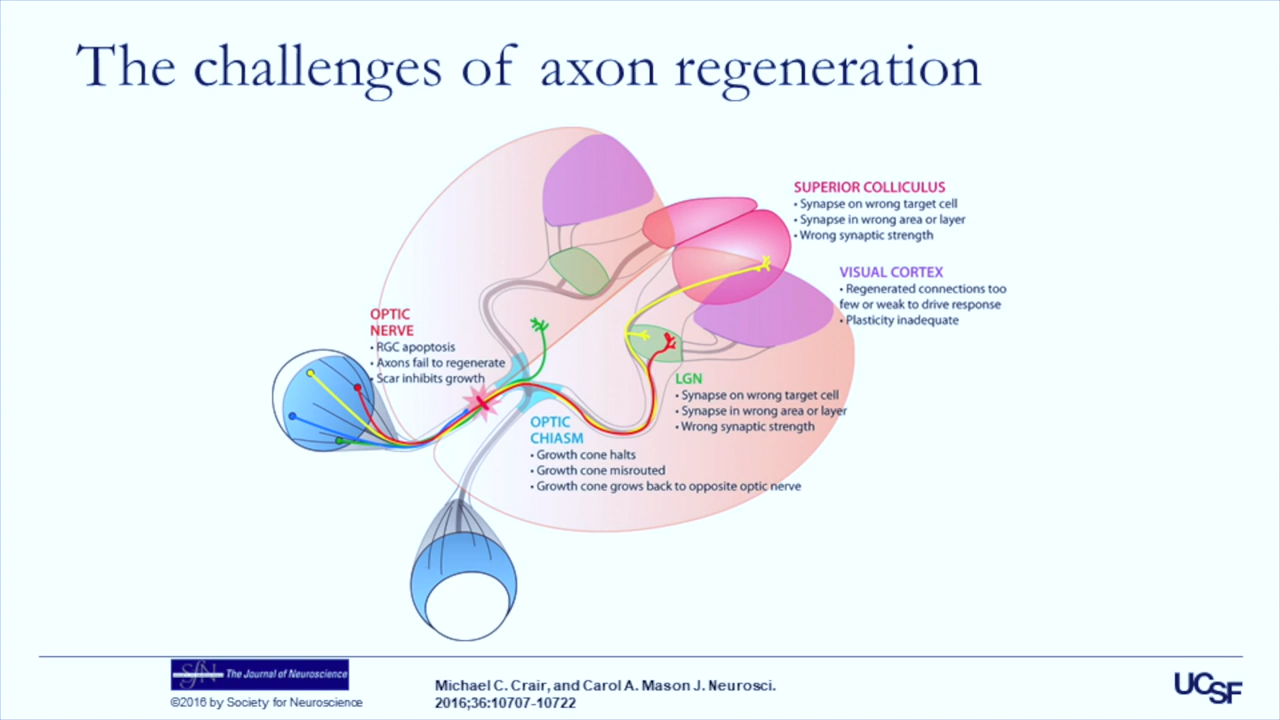 The challenges of axon regeneration
SUPERIOR COLLICULUS
• Synapse on wrong target cell
• Synapse in wrong area or layer
• Wrong synaptic strength
VISUAL CORTEX
• Regenerated connections too
few or weak to drive response
• Plasticity inadequate
OPTIC
NERVE
• RGC apoptosis
• Axons fail to regenerate
• Scar inhibits growth
LGN
• Synapse on wrong target cell
• Synapse in wrong area or layer
• Wrong synaptic strength
OPTIC
CHIASM
• Growth cone halts
• Growth cone misrouted
• Growth cone grows back to opposite optic nerve
SfN The Journal of Neuroscience
©2016 by Society for Neuroscience
Michael C. Crair, and Carol A. Mason J. Neurosci.
2016;36:10707-10722
UCSF